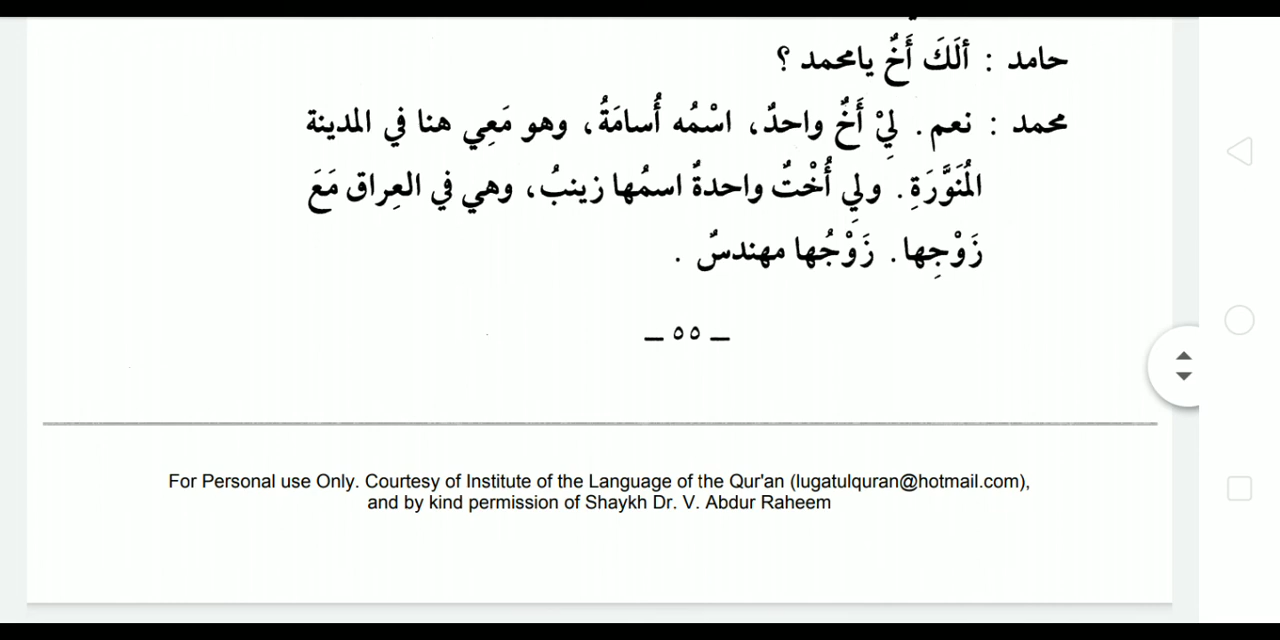 حامد : أَلَكَ أَخٌ يامحمد ؟
محمد : نعم . لِيْ أَخٌ واحدٌ، اسْمُه أُسامَةُ، وهو مَعِي هنا في المدينة
المُنَوَّرَةِ . ولِي أُخْتٌ واحدةٌ اسمُها زينبُ، وهي في العِراق مَعَ
زَوْجِها . زَوْجُها مهندسٌ .
– ٥٥ –
For Personal use Only. Courtesy of Institute of the Language of the Qur'an (lugatulquran@hotmail.com),
and by kind permission of Shaykh Dr. V. Abdur Raheem